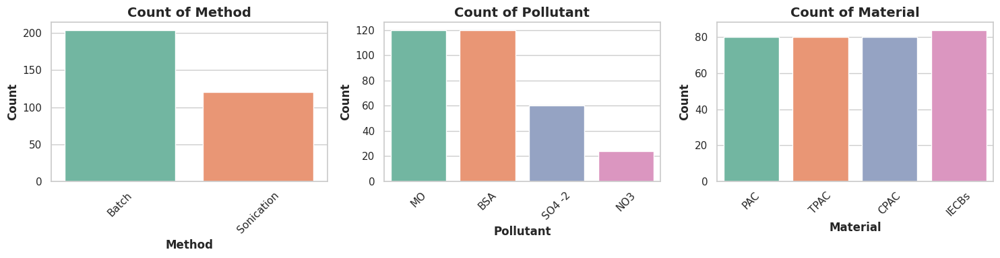 Count of Method
Count
200
150
100
50
0
Batch
Sonication
Method
Count of Pollutant
Count
120
100
80
60
40
20
0
MO
BSA
SO4 -2
NO3
Pollutant
Count of Material
Count
80
60
40
20
0
PAC
TPAC
CPAC
IECBs
Material